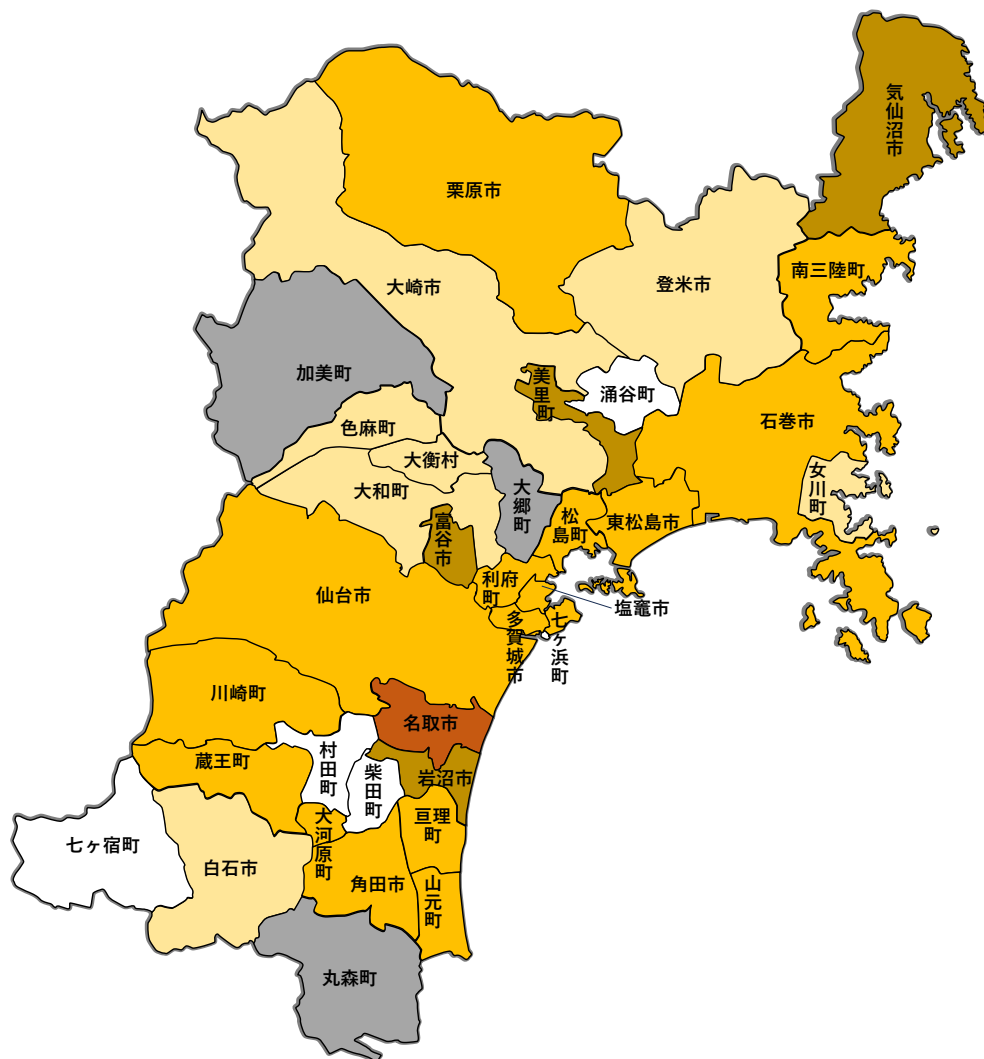 気仙沼市
栗原市
南三陸町
登米市
大崎市
加美町
美里町
涌谷町
石巻市
色麻町
大衡村
女川町
大和町
大郷町
松島町
東松島市
富谷市
利府町
仙台市
塩竈市
多賀城市
七ヶ浜町
川崎町
名取市
村田町
蔵王町
柴田町
岩沼市
大河原町
亘理町
七ヶ宿町
白石市
角田市
山元町
丸森町